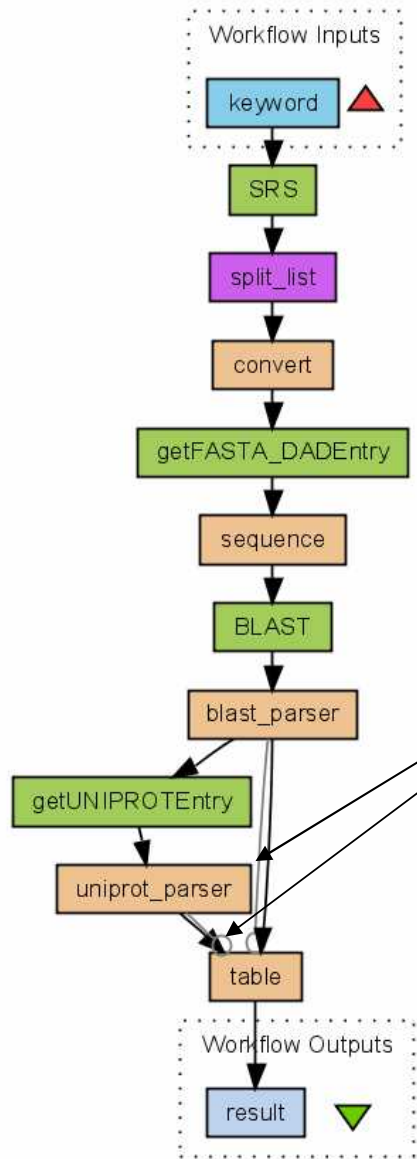 Workflow Inputs
keyword
SRS
split_list
convert
getFASTA_DADEntry
sequence
BLAST
blast_parser
getUNIPROTEntry
uniprot_parser
table
Workflow Outputs
result